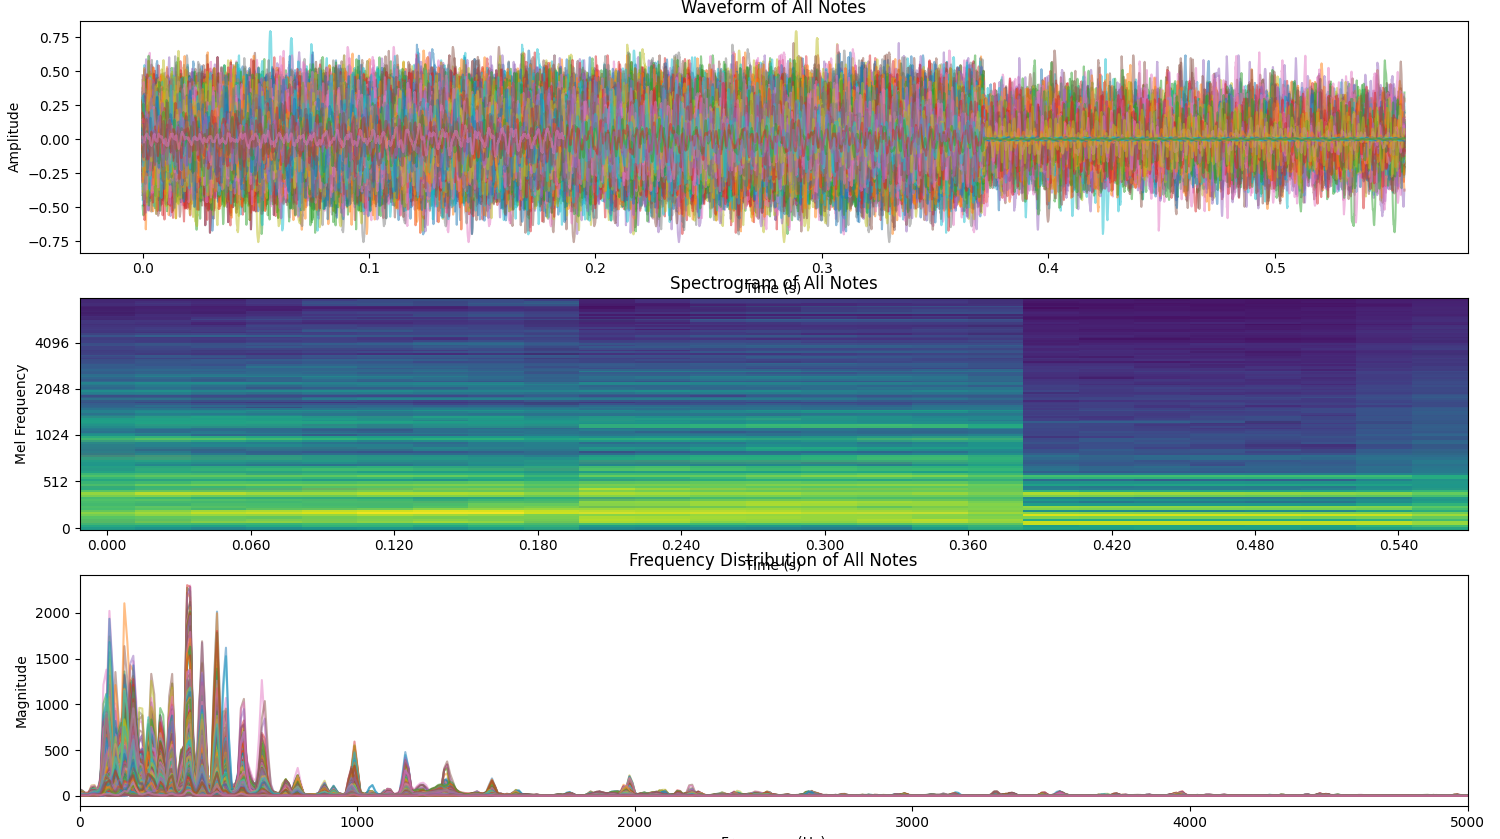 Waveform of All Notes
Amplitude
0.75
0.50
0.25
0.00
−0.25
−0.50
−0.75
0.0 0.1 0.2 0.3 0.4 0.5
Time (s)
Spectrogram of All Notes
Mel Frequency
4096
2048
1024
512
0
0.000 0.060 0.120 0.180 0.240 0.300 0.360 0.420 0.480 0.540
Time (s)
Frequency Distribution of All Notes
Magnitude
2000
1500
1000
500
0
0 1000 2000 3000 4000 5000